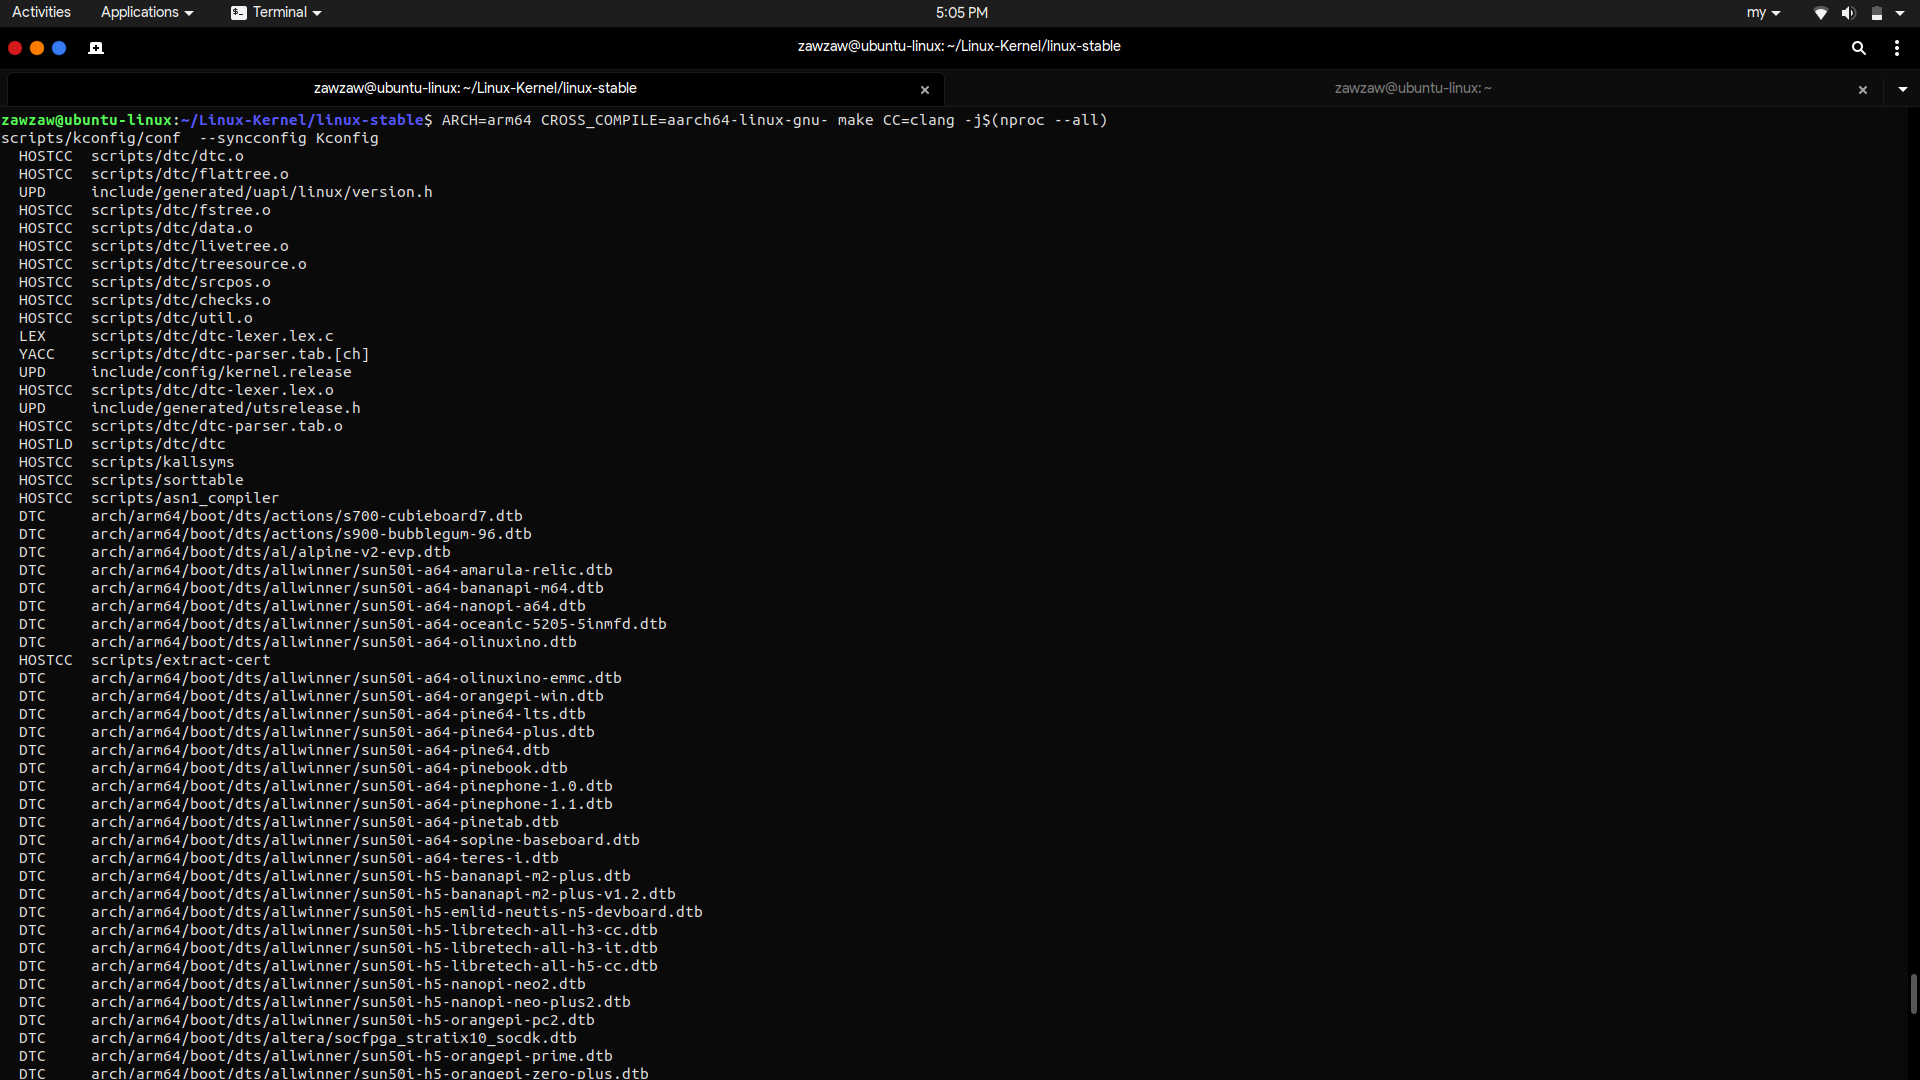 Activities Applications Terminal 5:05 PM my
zawzaw@ubuntu-linux: ~/Linux-Kernel/linux-stable
zawzaw@ubuntu-linux: ~/Linux-Kernel/linux-stable zawzaw@ubuntu-linux: ~
zawzaw@ubuntu-linux:~/Linux-Kernel/linux-stable$ ARCH=arm64 CROSS_COMPILE=aarch64-linux-gnu- make CC=clang -j$(nproc --all)
scripts/kconfig/conf  --syncconfig Kconfig
  HOSTCC  scripts/dtc/dtc.o
  HOSTCC  scripts/dtc/flattree.o
  UPD     include/generated/uapi/linux/version.h
  HOSTCC  scripts/dtc/fstree.o
  HOSTCC  scripts/dtc/data.o
  HOSTCC  scripts/dtc/livetree.o
  HOSTCC  scripts/dtc/treesource.o
  HOSTCC  scripts/dtc/srcpos.o
  HOSTCC  scripts/dtc/checks.o
  HOSTCC  scripts/dtc/util.o
  LEX     scripts/dtc/dtc-lexer.lex.c
  YACC    scripts/dtc/dtc-parser.tab.[ch]
  UPD     include/config/kernel.release
  HOSTCC  scripts/dtc/dtc-lexer.lex.o
  UPD     include/generated/utsrelease.h
  HOSTCC  scripts/dtc/dtc-parser.tab.o
  HOSTLD  scripts/dtc/dtc
  HOSTCC  scripts/kallsyms
  HOSTCC  scripts/sorttable
  HOSTCC  scripts/asn1_compiler
  DTC     arch/arm64/boot/dts/actions/s700-cubieboard7.dtb
  DTC     arch/arm64/boot/dts/actions/s900-bubblegum-96.dtb
  DTC     arch/arm64/boot/dts/al/alpine-v2-evp.dtb
  DTC     arch/arm64/boot/dts/allwinner/sun50i-a64-amarula-relic.dtb
  DTC     arch/arm64/boot/dts/allwinner/sun50i-a64-bananapi-m64.dtb
  DTC     arch/arm64/boot/dts/allwinner/sun50i-a64-nanopi-a64.dtb
  DTC     arch/arm64/boot/dts/allwinner/sun50i-a64-oceanic-5205-5inmfd.dtb
  DTC     arch/arm64/boot/dts/allwinner/sun50i-a64-olinuxino.dtb
  HOSTCC  scripts/extract-cert
  DTC     arch/arm64/boot/dts/allwinner/sun50i-a64-olinuxino-emmc.dtb
  DTC     arch/arm64/boot/dts/allwinner/sun50i-a64-orangepi-win.dtb
  DTC     arch/arm64/boot/dts/allwinner/sun50i-a64-pine64-lts.dtb
  DTC     arch/arm64/boot/dts/allwinner/sun50i-a64-pine64-plus.dtb
  DTC     arch/arm64/boot/dts/allwinner/sun50i-a64-pine64.dtb
  DTC     arch/arm64/boot/dts/allwinner/sun50i-a64-pinebook.dtb
  DTC     arch/arm64/boot/dts/allwinner/sun50i-a64-pinephone-1.0.dtb
  DTC     arch/arm64/boot/dts/allwinner/sun50i-a64-pinephone-1.1.dtb
  DTC     arch/arm64/boot/dts/allwinner/sun50i-a64-pinetab.dtb
  DTC     arch/arm64/boot/dts/allwinner/sun50i-a64-sopine-baseboard.dtb
  DTC     arch/arm64/boot/dts/allwinner/sun50i-a64-teres-i.dtb
  DTC     arch/arm64/boot/dts/allwinner/sun50i-h5-bananapi-m2-plus.dtb
  DTC     arch/arm64/boot/dts/allwinner/sun50i-h5-bananapi-m2-plus-v1.2.dtb
  DTC     arch/arm64/boot/dts/allwinner/sun50i-h5-emlid-neutis-n5-devboard.dtb
  DTC     arch/arm64/boot/dts/allwinner/sun50i-h5-libretech-all-h3-cc.dtb
  DTC     arch/arm64/boot/dts/allwinner/sun50i-h5-libretech-all-h3-it.dtb
  DTC     arch/arm64/boot/dts/allwinner/sun50i-h5-libretech-all-h5-cc.dtb
  DTC     arch/arm64/boot/dts/allwinner/sun50i-h5-nanopi-neo2.dtb
  DTC     arch/arm64/boot/dts/allwinner/sun50i-h5-nanopi-neo-plus2.dtb
  DTC     arch/arm64/boot/dts/allwinner/sun50i-h5-orangepi-pc2.dtb
  DTC     arch/arm64/boot/dts/altera/socfpga_stratix10_socdk.dtb
  DTC     arch/arm64/boot/dts/allwinner/sun50i-h5-orangepi-prime.dtb
  DTC     arch/arm64/boot/dts/allwinner/sun50i-h5-orangepi-zero-plus.dtb